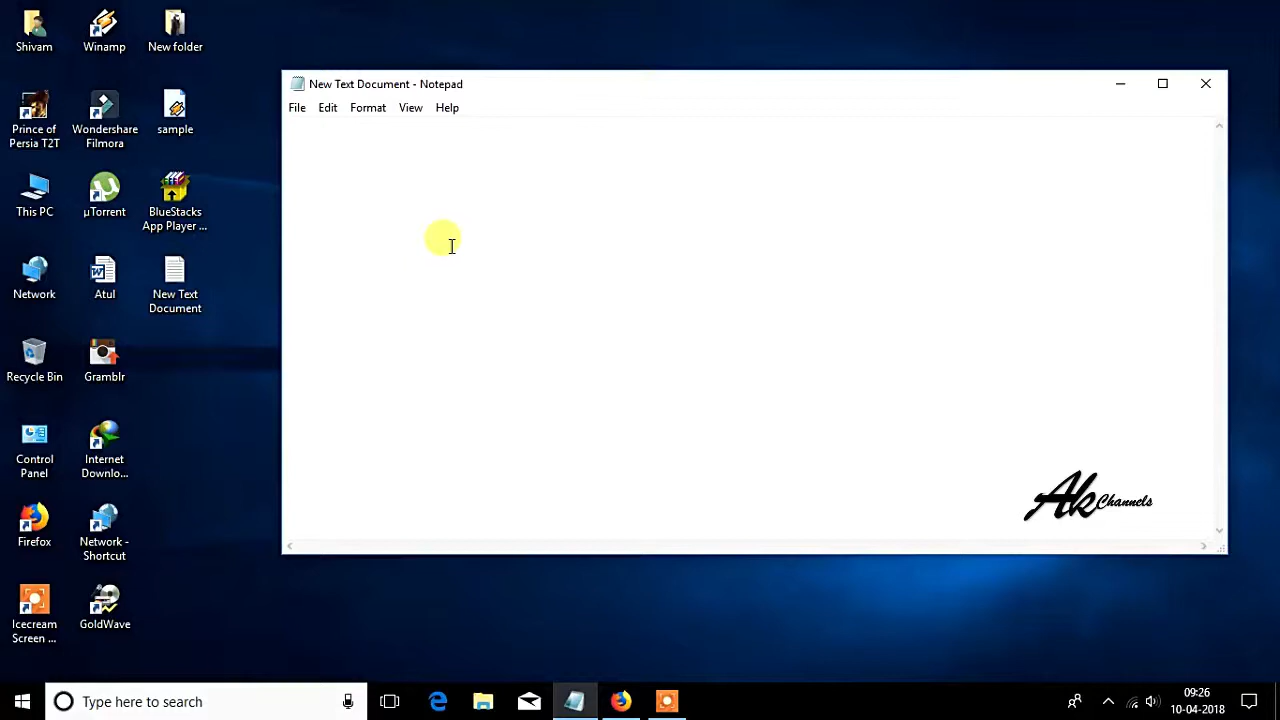 Shivam
Winamp
New folder
Prince of
Persia T2T
Wondershare
Filmora
sample
This PC
µTorrent
BlueStacks
App Player ...
Network
Atul
New Text
Document
Recycle Bin
Gramblr
Control
Panel
Internet
Downlo...
Firefox
Network -
Shortcut
Icecream
Screen ...
GoldWave
New Text Document - Notepad
File Edit Format View Help
Ak Channels
Type here to search
09:26
10-04-2018